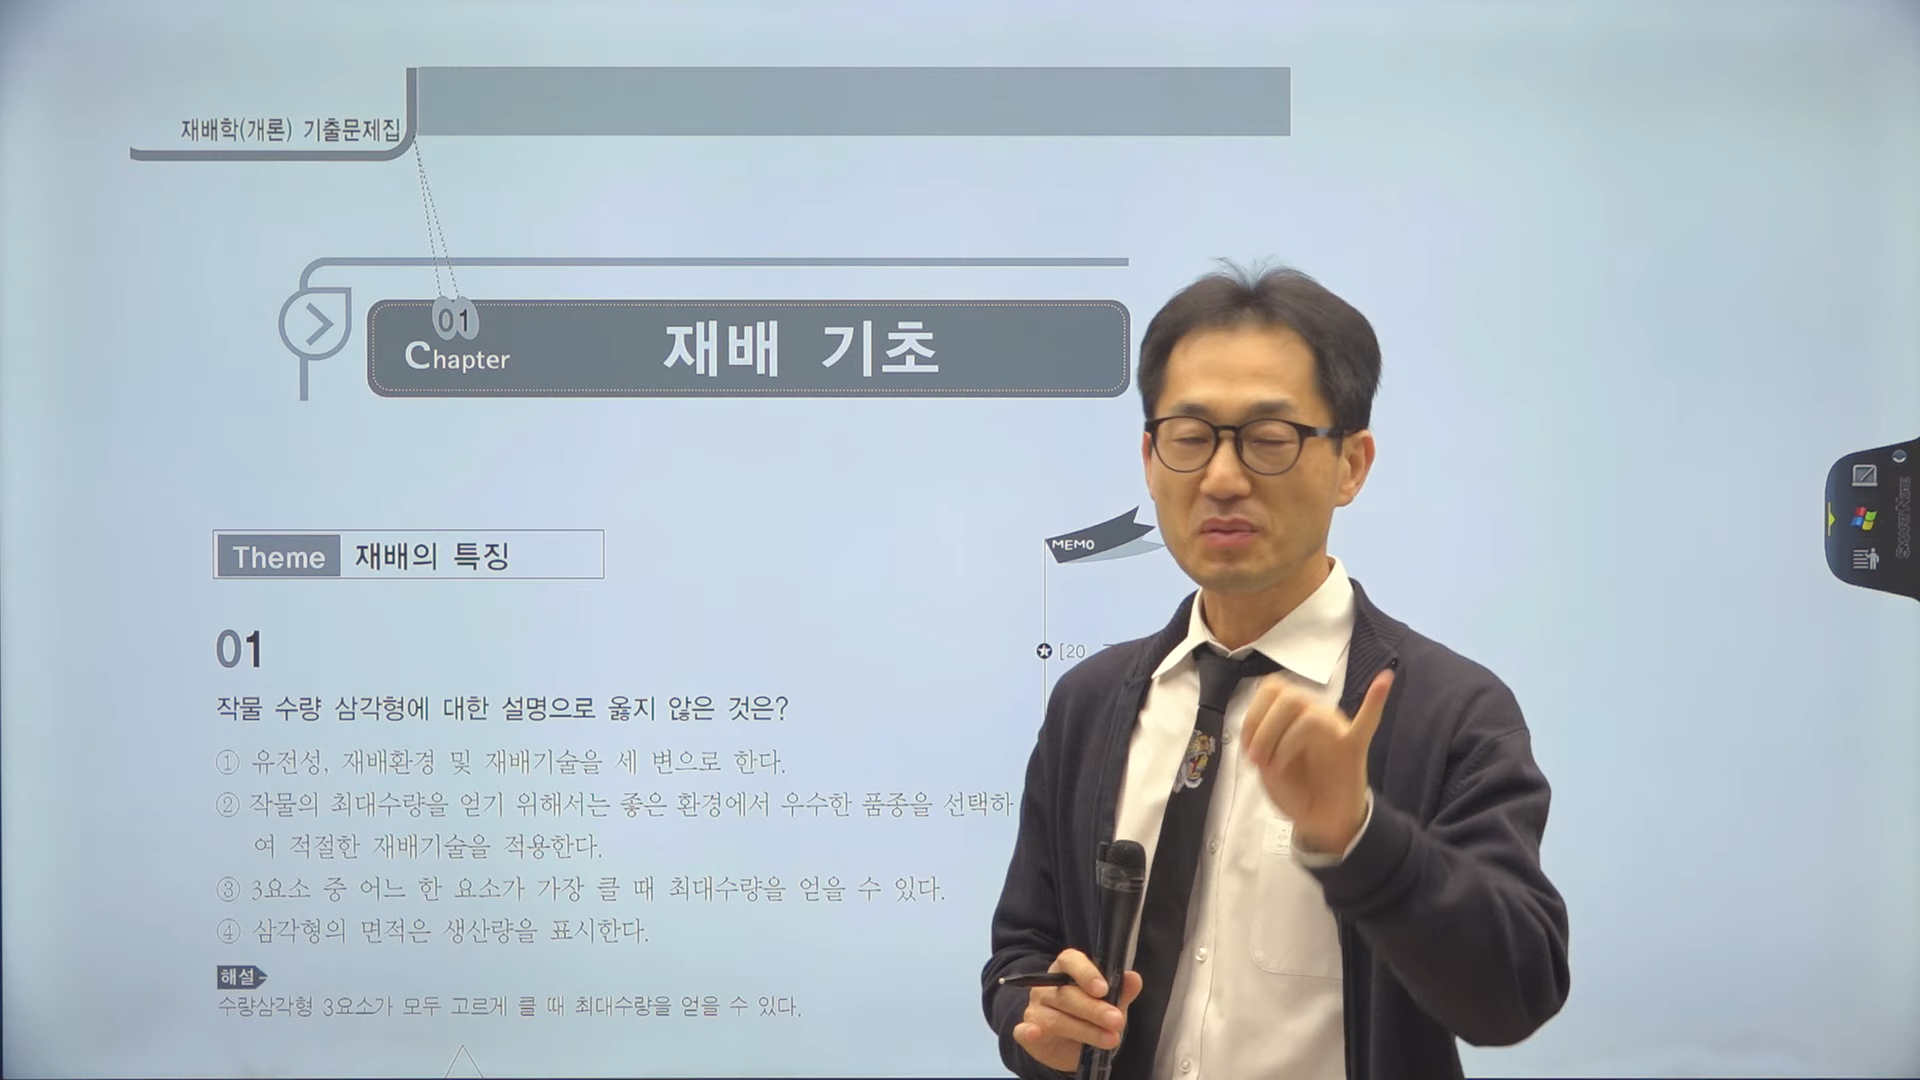 재배학(개론) 기출문제집
01
Chapter
재배 기초
Theme 재배의 특징
MEMO
01
[20
작물 수량 삼각형에 대한 설명으로 옳지 않은 것은?
① 유전성, 재배환경 및 재배기술을 세 변으로 한다.
② 작물의 최대수량을 얻기 위해서는 좋은 환경에서 우수한 품종을 선택하
여 적절한 재배기술을 적용한다.
③ 3요소 중 어느 한 요소가 가장 클 때 최대수량을 얻을 수 있다.
④ 삼각형의 면적은 생산량을 표시한다.
해설
수량삼각형 3요소가 모두 고르게 클 때 최대수량을 얻을 수 있다.